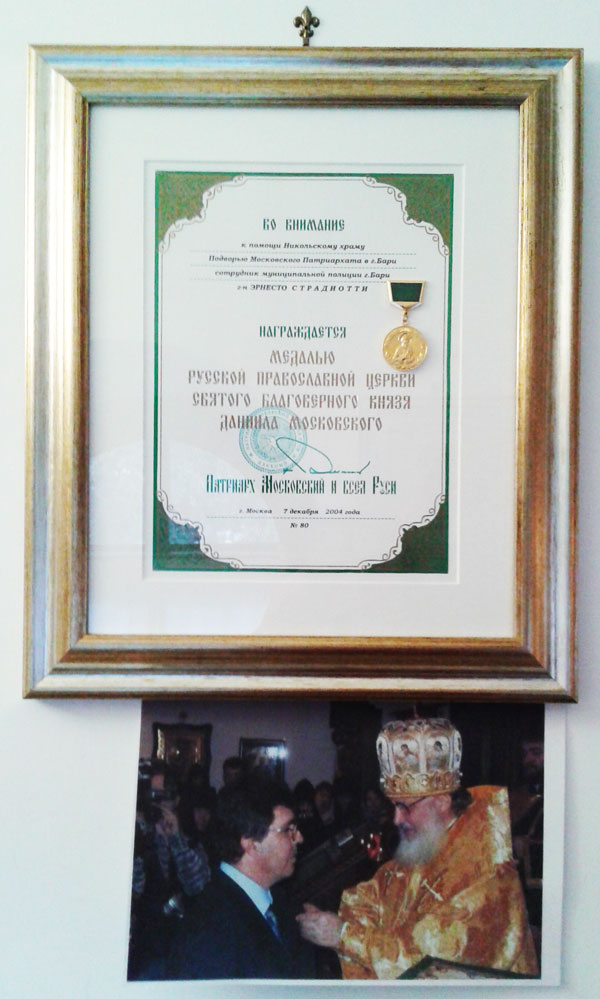 ВО ВНИМАНИЕ
к помощи Никольскому храму
Подворью Московского Патриархата в г.Бари
сотрудник муниципальной полиции г.Бари
г-н ЭРНЕСТО СТРАДИОТТИ
НАГРАЖДАЕТСЯ
МЕДАЛЬЮ
РУССКОЙ ПРАВОСЛАВНОЙ ЦЕРКВИ
СВЯТОГО БЛАГОВЕРНОГО КНЯЗЯ
ДАНИИЛА МОСКОВСКОГО
Патриарх Московский и всея Руси
г. Москва 7 декабря 2004 года
№ 80